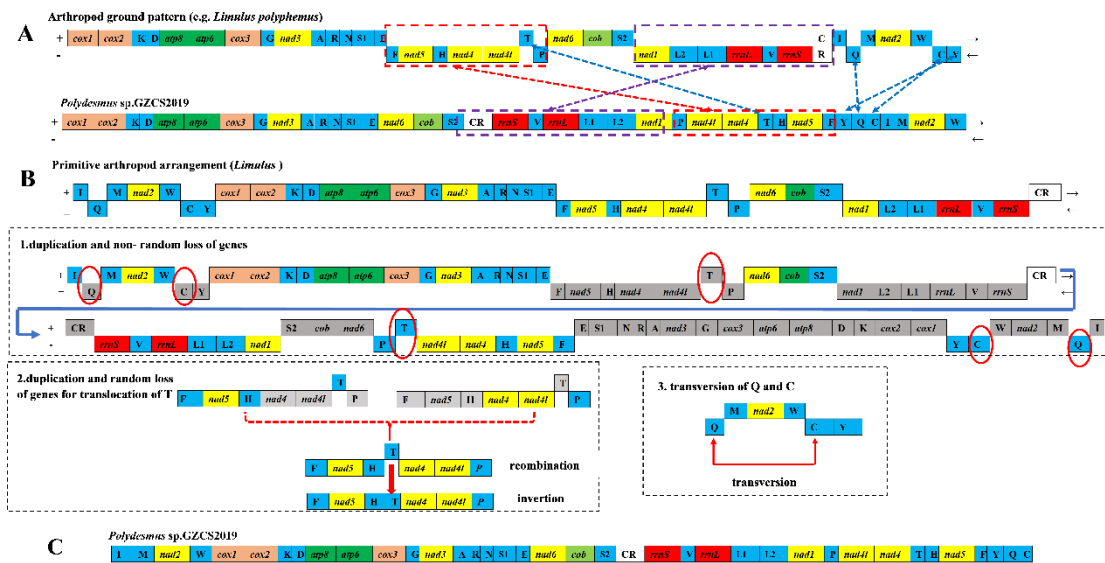 Arthropod ground pattern (e.g. Limulus polyphemus)
A
+ cox1 cox2 K D atp8 atp6 cox3 G nad3 A R N S1 E T nad6 cob S2 C I M nad2 W →
- F nad5 H nad4 nad4l P nad1 L2 L1 rrnL V rrnS R Q C Y ←
Polydesmus sp.GZCS2019
+ cox1 cox2 K D atp8 atp6 cox3 G nad3 A R N S1 E nad6 cob S2 CR rrnS V rrnL L1 L2 nad1 P nad4l nad4 T H nad5 F Y Q C I M nad2 W →
- ←
Primitive arthropod arrangement (Limulus )
B
+ I M nad2 W cox1 cox2 K D atp8 atp6 cox3 G nad3 A R N S1 E T nad6 cob S2 CR →
– Q C Y F nad5 H nad4 nad4l P nad1 L2 L1 rrnL V rrnS ←
1.duplication and non- random loss of genes
+ I M nad2 W cox1 cox2 K D atp8 atp6 cox3 G nad3 A R N S1 E T nad6 cob S2 CR →
– Q C Y F nad5 H nad4 nad4l P nad1 L2 L1 rrnL V rrnS ←
+ CR S2 cob nad6 T E S1 N R A nad3 G cox3 atp6 atp8 D K cox2 cox1 W nad2 M I
- rrnS V rrnL L1 L2 nad1 P nad4l nad4 H nad5 F Y C Q
2.duplication and random loss
of genes for translocation of T
T T
F nad5 H nad4 nad4l P F nad5 H nad4 nad4l P
T
F nad5 H nad4 nad4l P recombination
F nad5 H T nad4 nad4l P invertion
3. transversion of Q and C
M nad2 W
Q C Y
transversion
C
Polydesmus sp.GZCS2019
I M nad2 W cox1 cox2 K D atp8 atp6 cox3 G nad3 A R N S1 E nad6 cob S2 CR rrnS V rrnL L1 L2 nad1 P nad4l nad4 T H nad5 F Y Q C